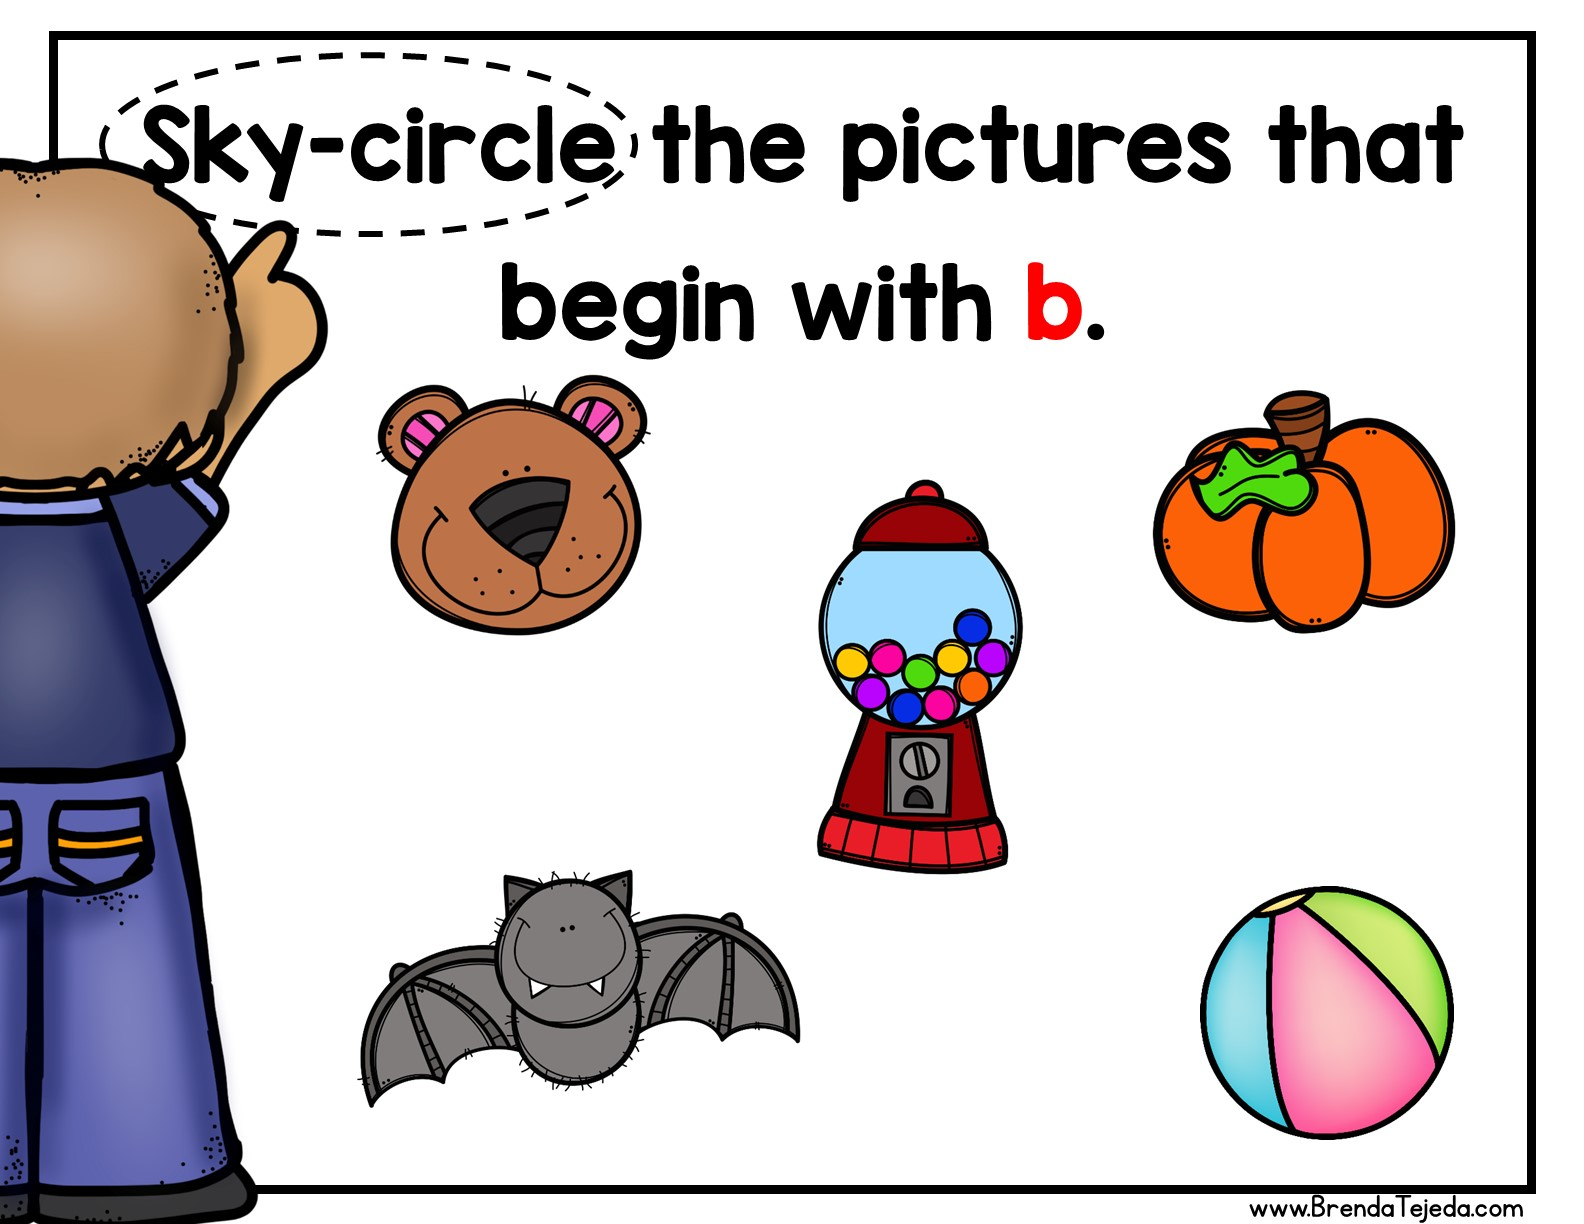 Sky-circle the pictures that
begin with b.
www.BrendaTejeda.com